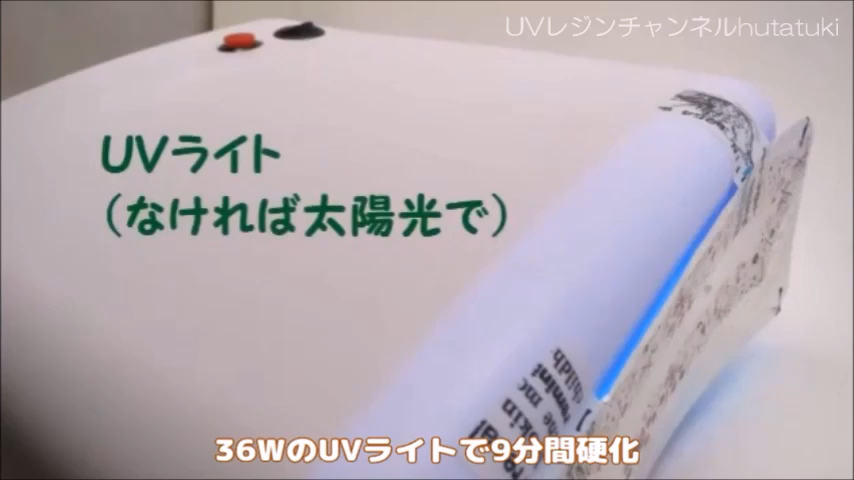 UVレジンチャンネルhutatuki
UVライト
（なければ太陽光で）
childh
36WのUVライトで9分間硬化